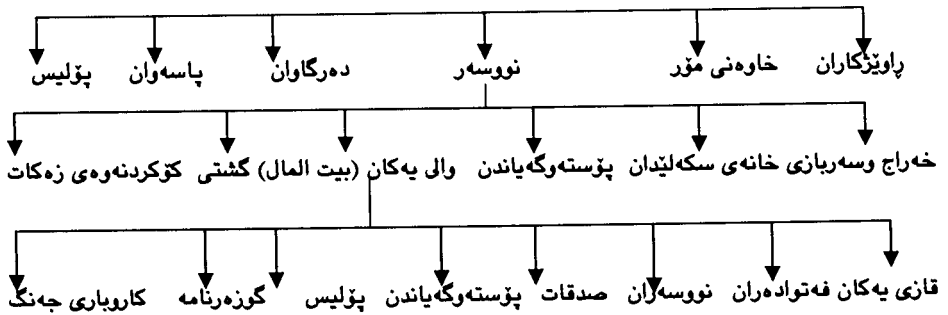 ڕاوێژکاران خاوەنی مۆر نووسەر دەرگاوان پاسەوان پۆلیس
خەراج وسەربازی خانەی سکەلێدان پۆستەوگەیاندن والی یەکان (بیت المال) گشتی کۆکردنەوەی زەکات
قازی یەکان فەتوادەران نووسەران صدقات پۆستەوگەیاندن پۆلیس گوزەرنامە کاروباری جەنگ